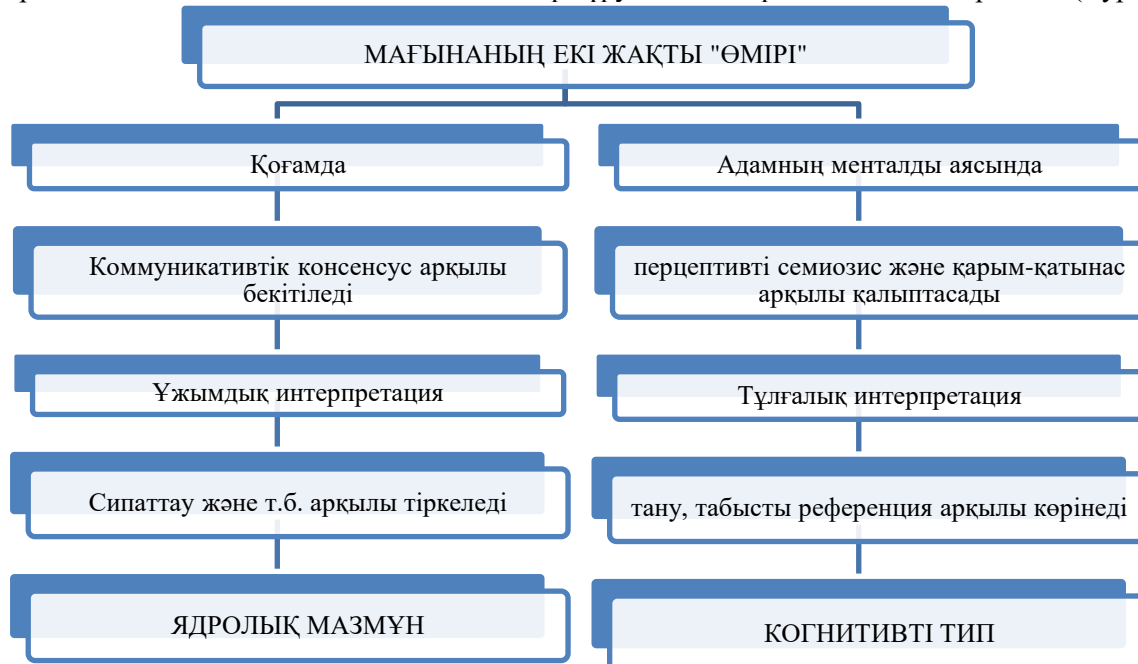 МАҒЫНАНЫҢ ЕКІ ЖАҚТЫ "ӨМІРІ"
Қоғамда
Коммуникативтік консенсус арқылы
бекітіледі
Ұжымдық интерпретация
Сипаттау және т.б. арқылы тіркеледі
ЯДРОЛЫҚ МАЗМҰН
Адамның менталды аясында
перцептивті семиозис және қарым-қатынас
арқылы қалыптасады
Тұлғалық интерпретация
тану, табысты референция арқылы көрінеді
КОГНИТИВТІ ТИП